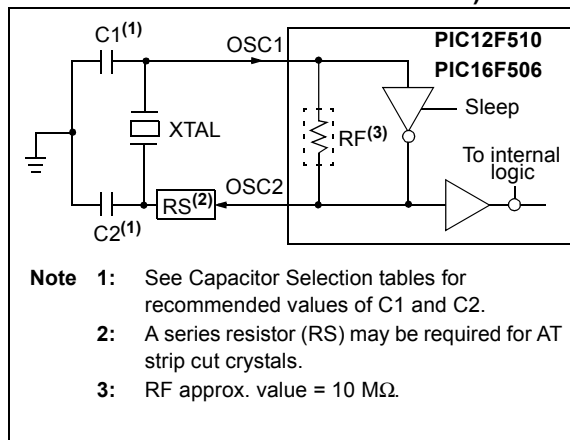 C1(1)
OSC1
PIC12F510
PIC16F506
Sleep
XTAL
RF(3)
To internal
logic
OSC2
RS(2)
C2(1)
Note 1: See Capacitor Selection tables for
recommended values of C1 and C2.
2: A series resistor (RS) may be required for AT
strip cut crystals.
3: RF approx. value = 10 MΩ.